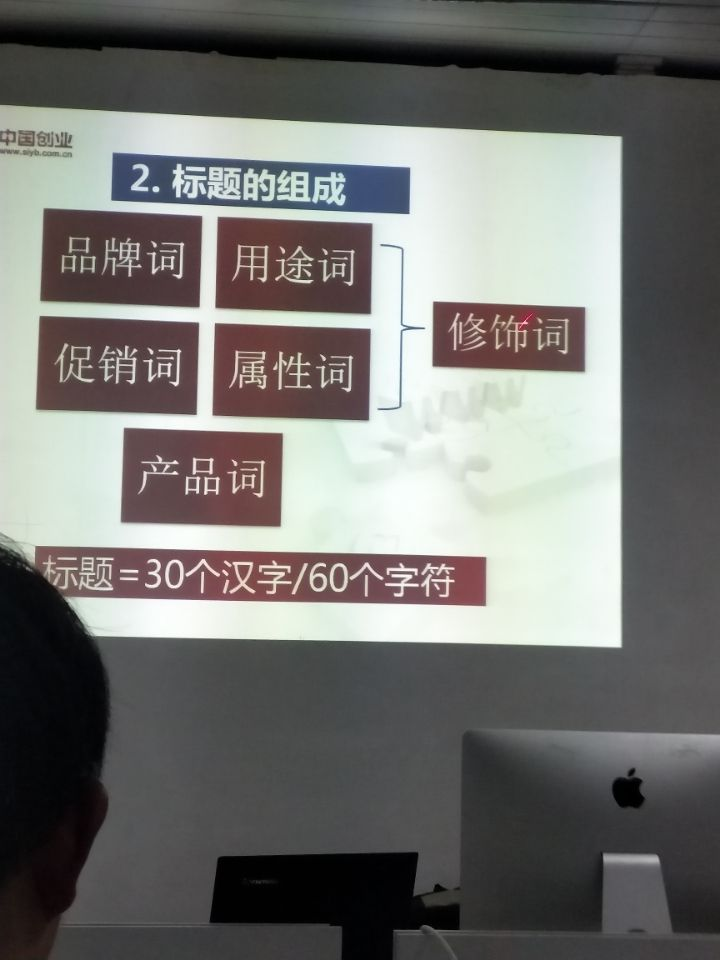 中国创业
www.siyb.com.cn
2. 标题的组成
品牌词
用途词
促销词
属性词
修饰词
产品词
标题=30个汉字/60个字符
lenovo